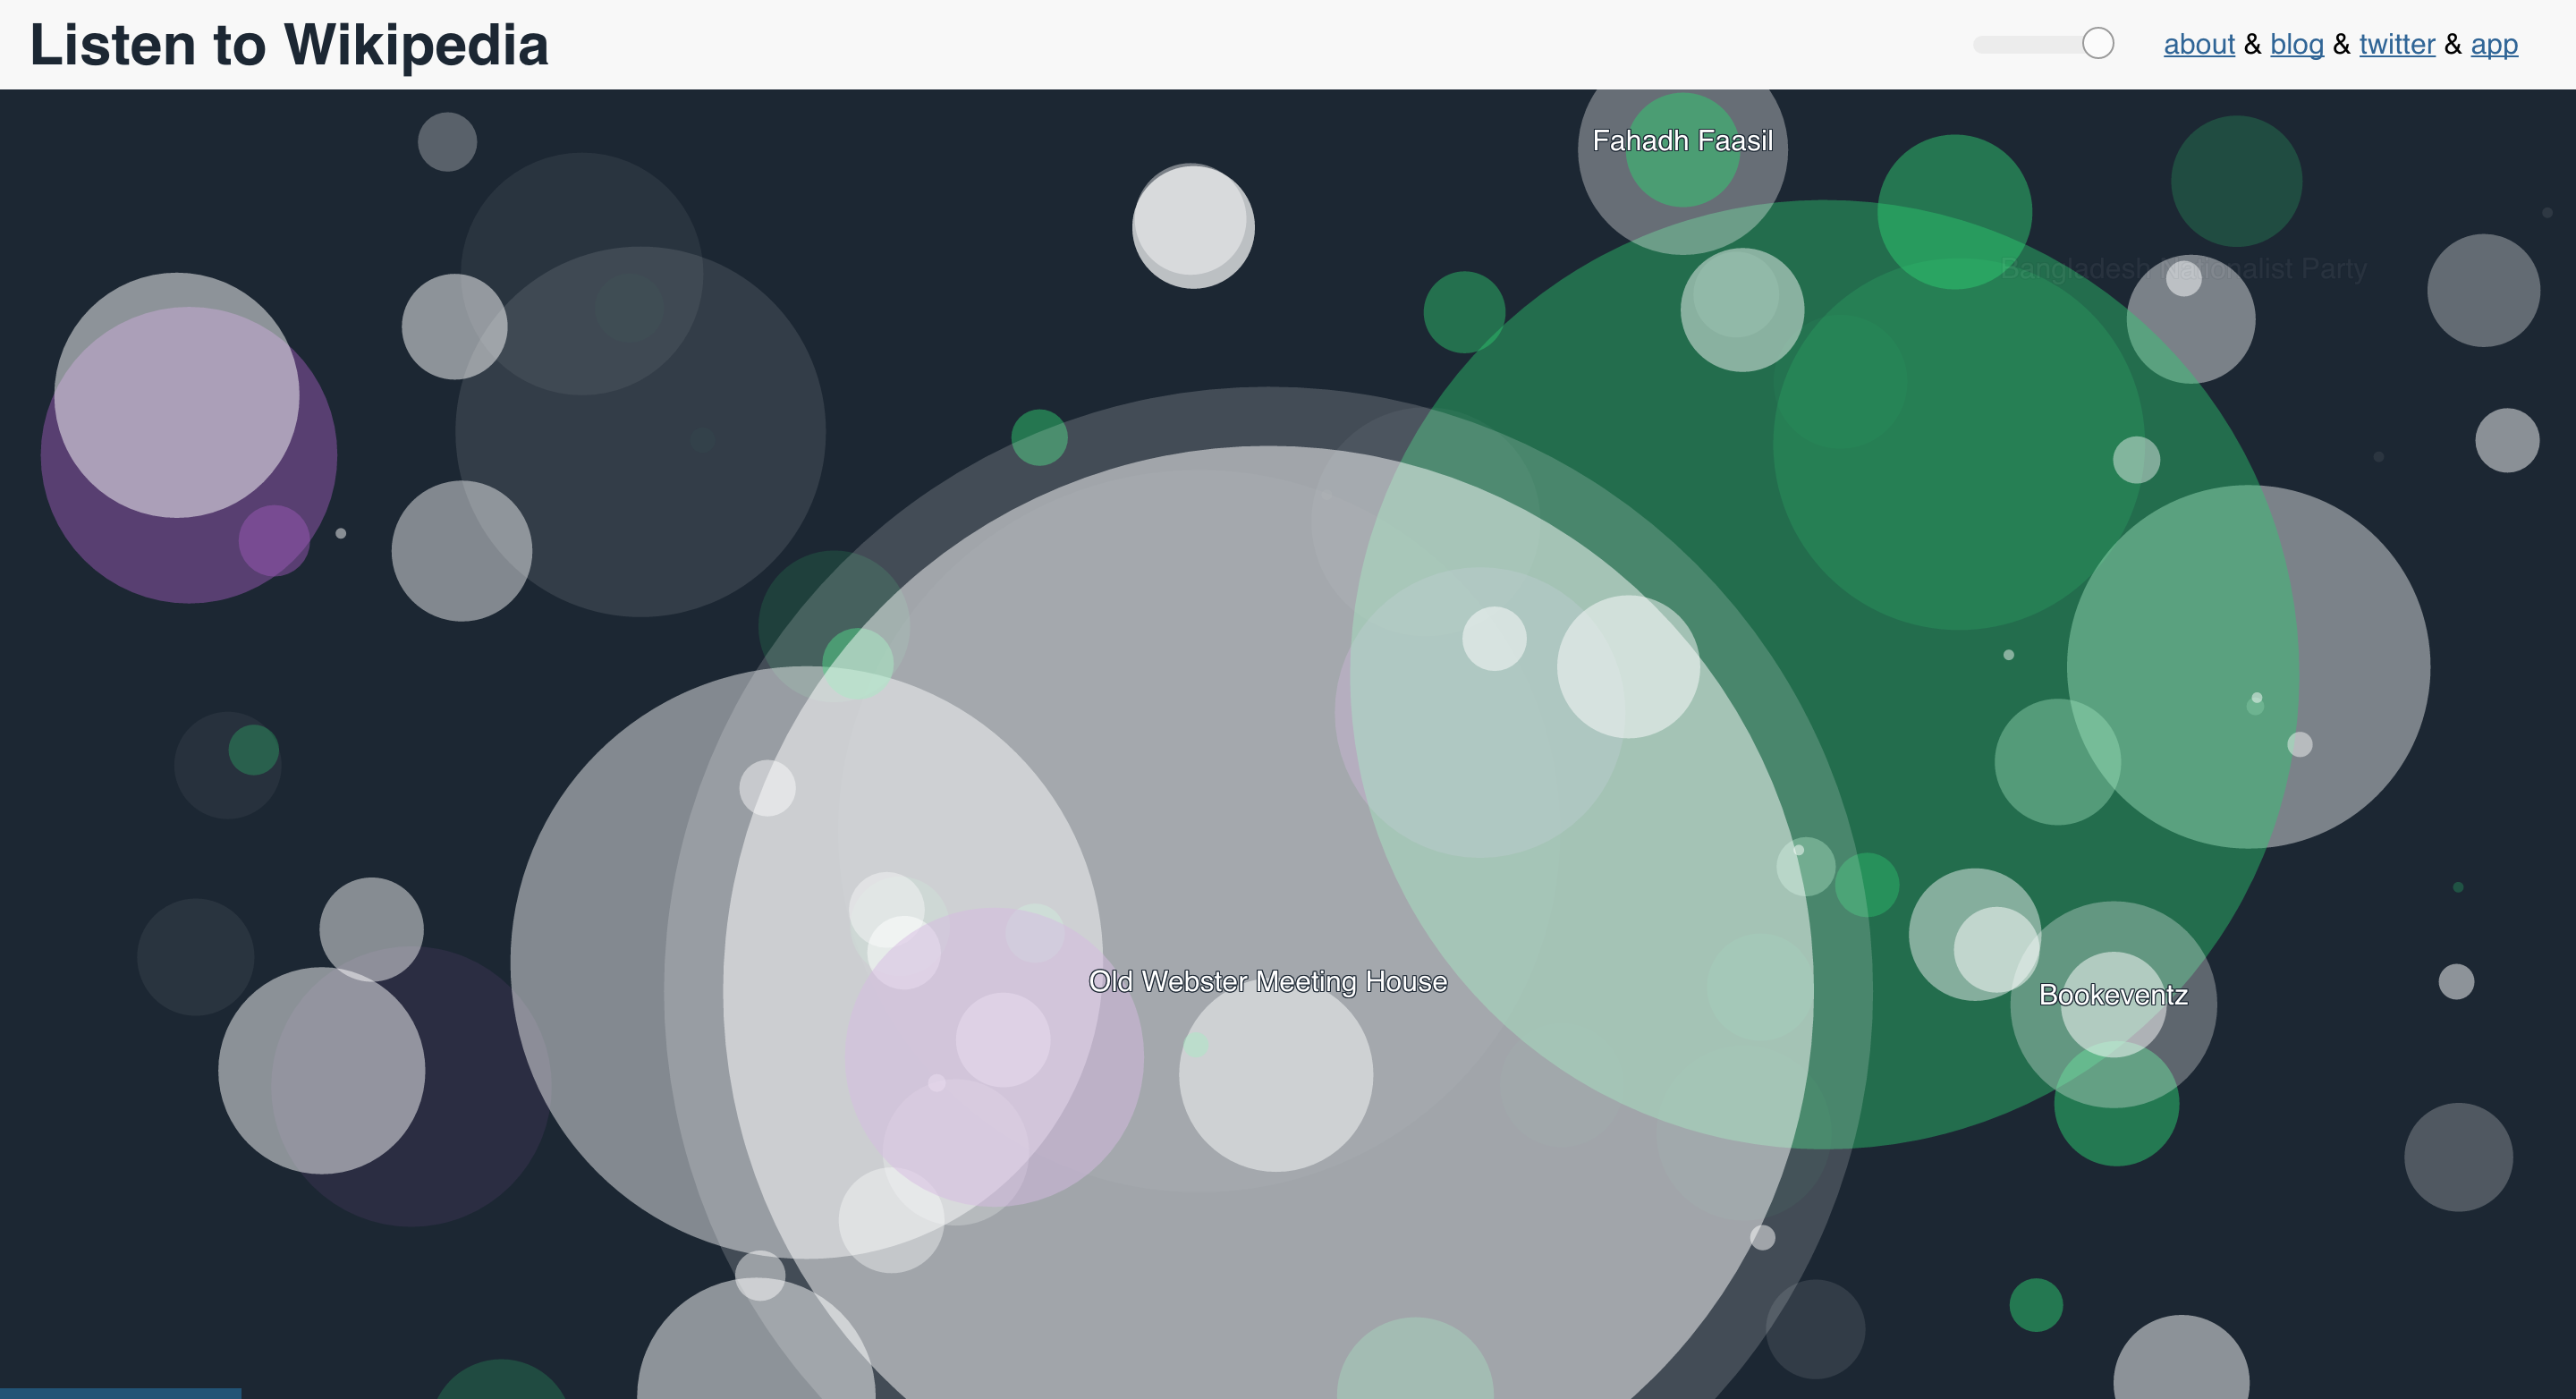 Listen to Wikipedia
about & blog & twitter & app
Fahadh Faasil
Bangladesh Nationalist Party
Old Webster Meeting House
Bookeventz